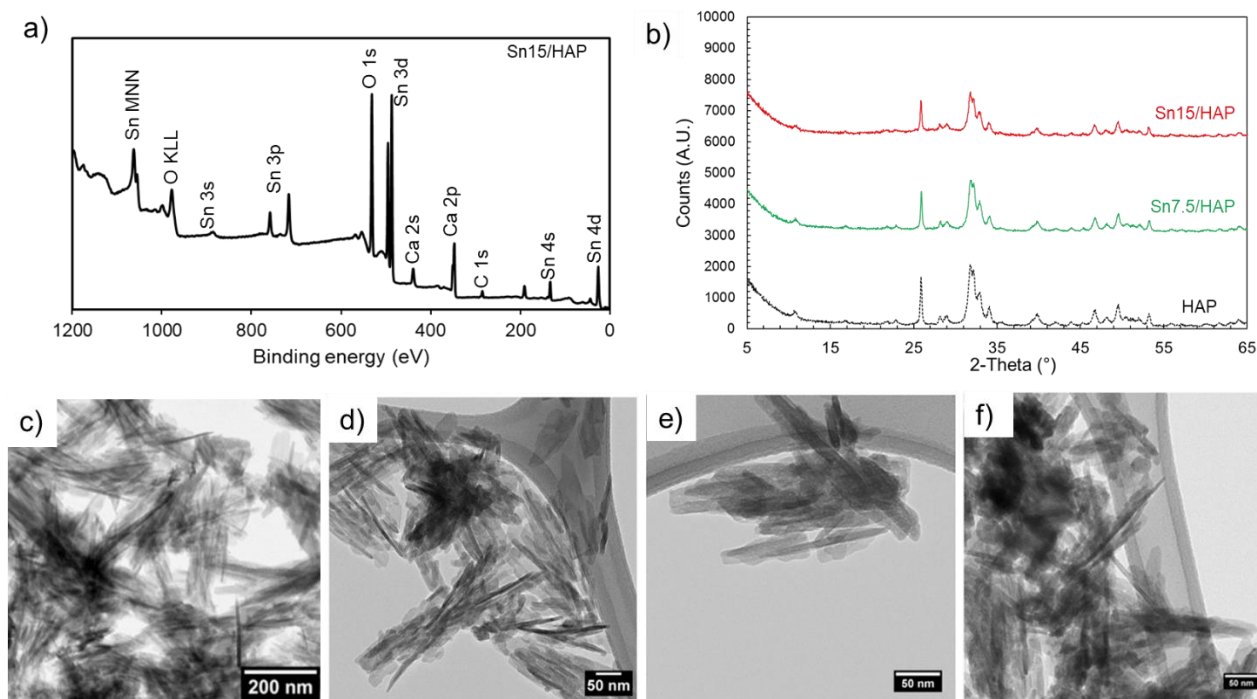 a)
Sn15/HAP
Sn MNN
O KLL
Sn 3s
Sn 3p
O 1s
Sn 3d
Ca 2s
Ca 2p
C 1s
Sn 4s
Sn 4d
1200 1000 800 600 400 200 0
Binding energy (eV)
b)
10000
9000
8000
7000
6000
5000
4000
3000
2000
1000
0
Counts (A.U.)
Sn15/HAP
Sn7.5/HAP
HAP
5 15 25 35 45 55 65
2-Theta (°)
c)
200 nm
d)
50 nm
e)
50 nm
f)
50 nm